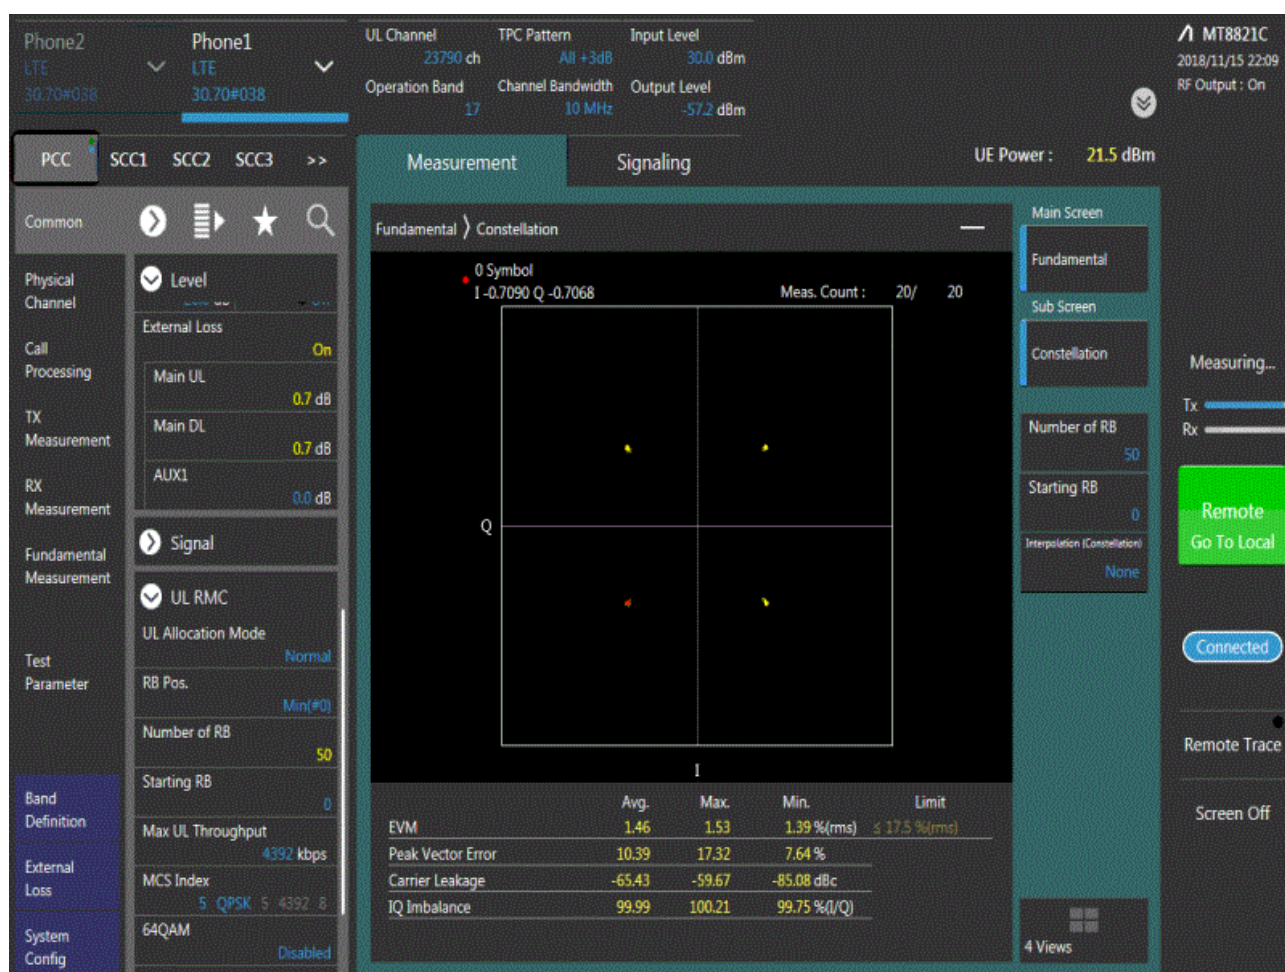 Phone2
LTE
30.70#038
Phone1
LTE
30.70#038
UL Channel
23790 ch
TPC Pattern
All +3dB
Input Level
30.0 dBm
Operation Band
17
Channel Bandwidth
10 MHz
Output Level
-57.2 dBm
MT8821C
2018/11/15 22:09
RF Output : On
PCC SCC1 SCC2 SCC3 >>
Measurement Signaling
UE Power : 21.5 dBm
Common
Physical
Channel
Call
Processing
TX
Measurement
RX
Measurement
Fundamental
Measurement
Test
Parameter
Band
Definition
External
Loss
System
Config
Level
External Loss
On
Main UL
0.7 dB
Main DL
0.7 dB
AUX1
0.0 dB
Signal
UL RMC
UL Allocation Mode
Normal
RB Pos.
Min(#0)
Number of RB
50
Starting RB
0
Max UL Throughput
4392 kbps
MCS Index
5 QPSK 5 4392 8
64QAM
Disabled
Fundamental 〉Constellation
0 Symbol
I -0.7090 Q -0.7068
Meas. Count : 20/ 20
Q
I
Avg. Max. Min. Limit
EVM 1.46 1.53 1.39 %(rms) ≤ 17.5 %(rms)
Peak Vector Error 10.39 17.32 7.64 %
Carrier Leakage -65.43 -59.67 -85.08 dBc
IQ Imbalance 99.99 100.21 99.75 %(I/Q)
Main Screen
Fundamental
Sub Screen
Constellation
Number of RB
50
Starting RB
0
Interpolation (Constellation)
None
4 Views
Measuring...
Tx
Rx
Remote
Go To Local
Connected
Remote Trace
Screen Off